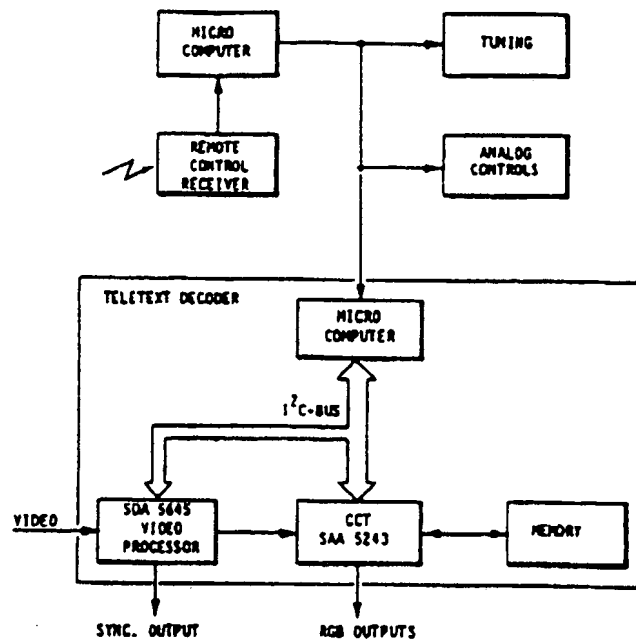 MICRO
COMPUTER
TUNING
REMOTE
CONTROL
RECEIVER
ANALOG
CONTROLS
TELETEXT DECODER
MICRO
COMPUTER
I²C-BUS
VIDEO
SDA 5645
VIDEO
PROCESSOR
CCT
SAA 5243
MEMORY
SYNC. OUTPUT
RGB OUTPUTS